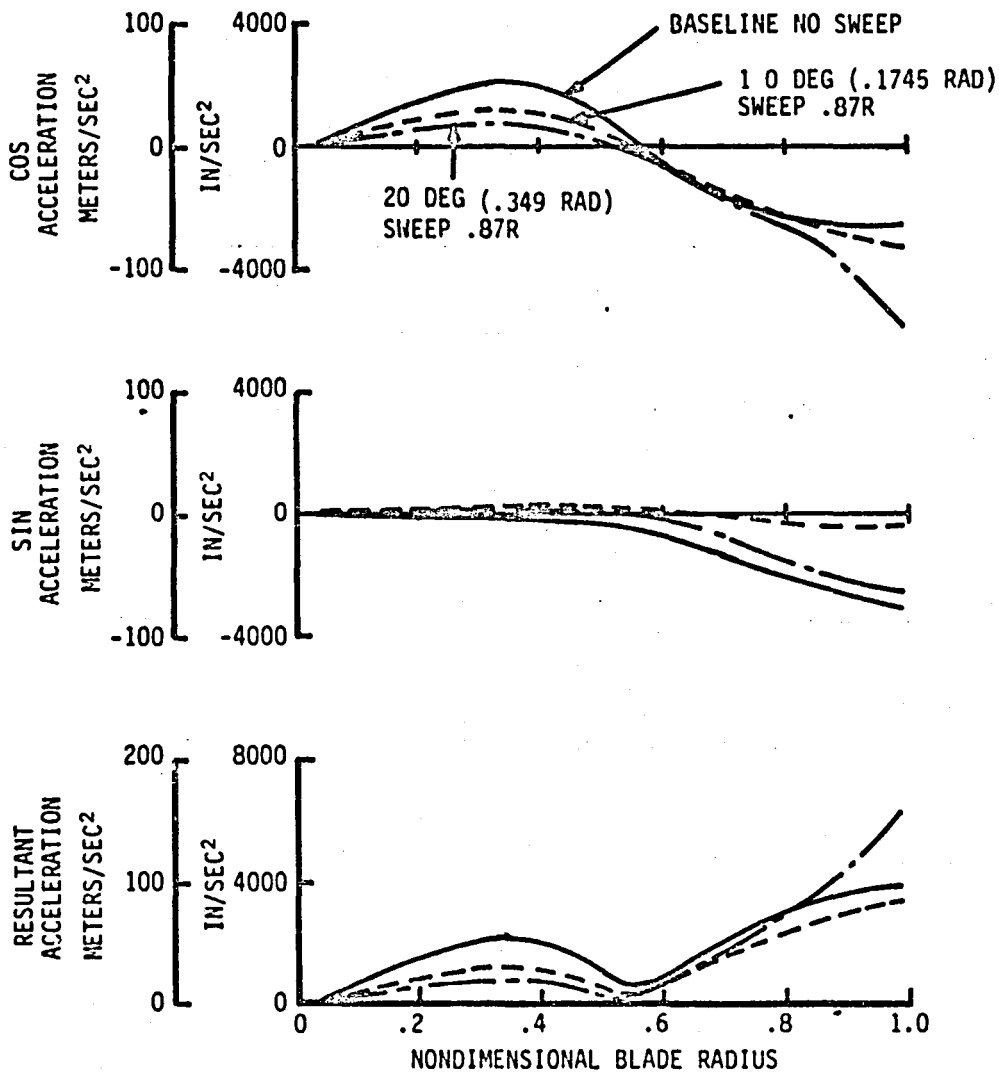 COS
ACCELERATION
METERS/SEC²
100
0
-100
IN/SEC²
4000
0
-4000
BASELINE NO SWEEP
1 0 DEG (.1745 RAD)
SWEEP .87R
20 DEG (.349 RAD)
SWEEP .87R
SIN
ACCELERATION
METERS/SEC²
100
0
-100
IN/SEC²
4000
0
-4000
RESULTANT
ACCELERATION
METERS/SEC²
200
100
0
IN/SEC²
8000
4000
0
0 .2 .4 .6 .8 1.0
NONDIMENSIONAL BLADE RADIUS